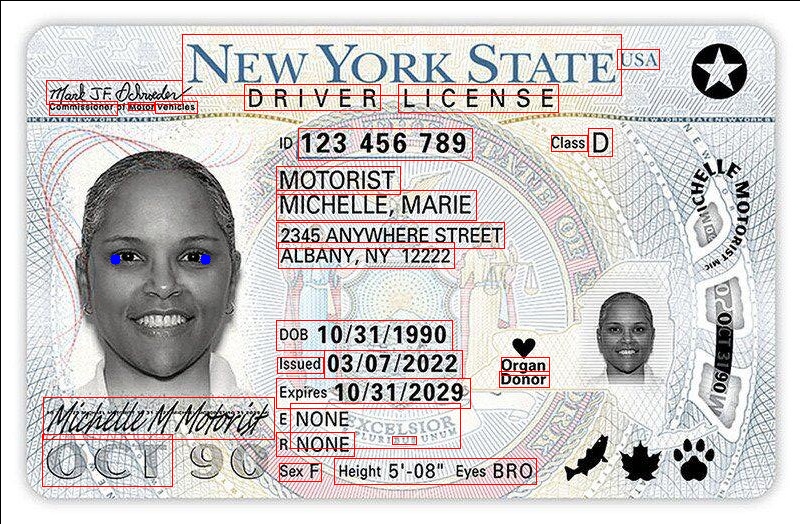 NEW YORK STATE USA
DRIVER LICENSE
Mark J.F. Schroeder
Commissioner of Motor Vehicles
ID 123 456 789
Class D
MOTORIST
MICHELLE, MARIE
2345 ANYWHERE STREET
ALBANY, NY 12222
DOB 10/31/1990
Issued 03/07/2022
Expires 10/31/2029
E NONE
R NONE
Sex F Height 5'-08" Eyes BRO
Organ
Donor
Michelle M Motorist
OCT 90
EXCELSIOR
MICHELLE MOTORIST
OCT3190